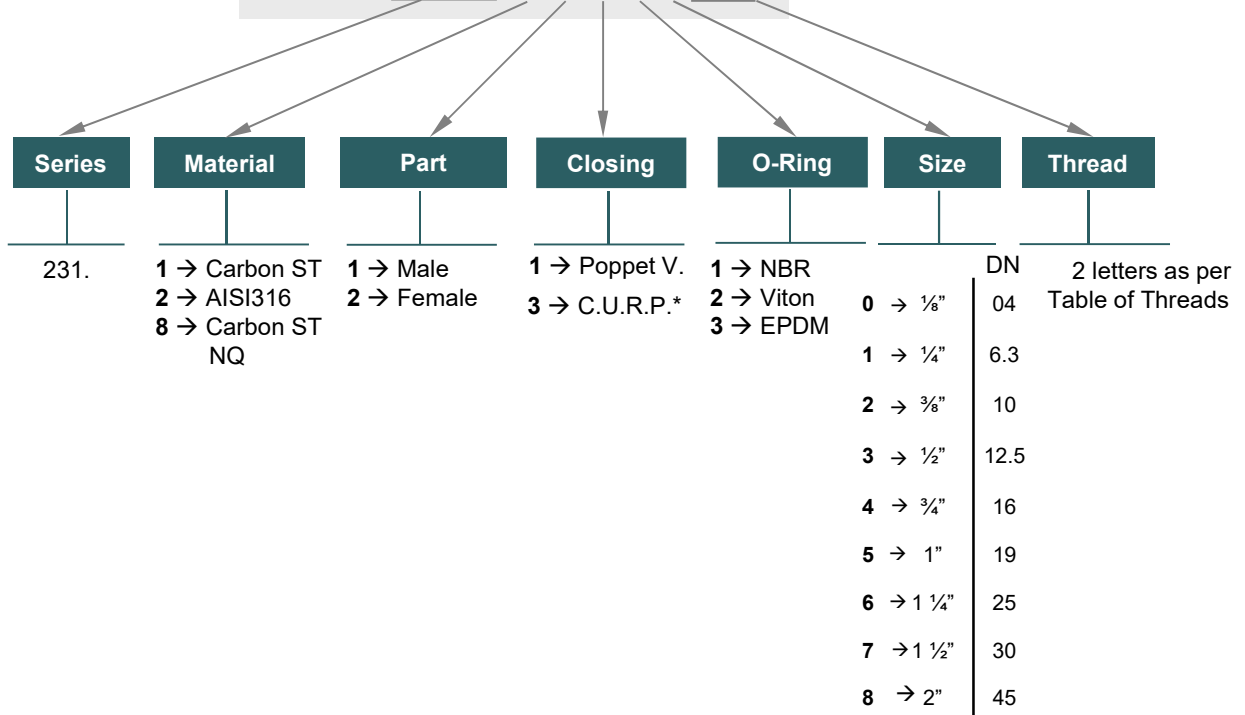 Series
Material
Part
Closing
O-Ring
Size
Thread
231.
1 → Carbon ST
2 → AISI316
8 → Carbon ST
NQ
1 → Male
2 → Female
1 → Poppet V.
3 → C.U.R.P.*
1 → NBR
2 → Viton
3 → EPDM
DN
0 → ⅛” 04
1 → ¼” 6.3
2 → ⅜” 10
3 → ½” 12.5
4 → ¾” 16
5 → 1” 19
6 → 1 ¼” 25
7 → 1 ½” 30
8 → 2” 45
2 letters as per
Table of Threads